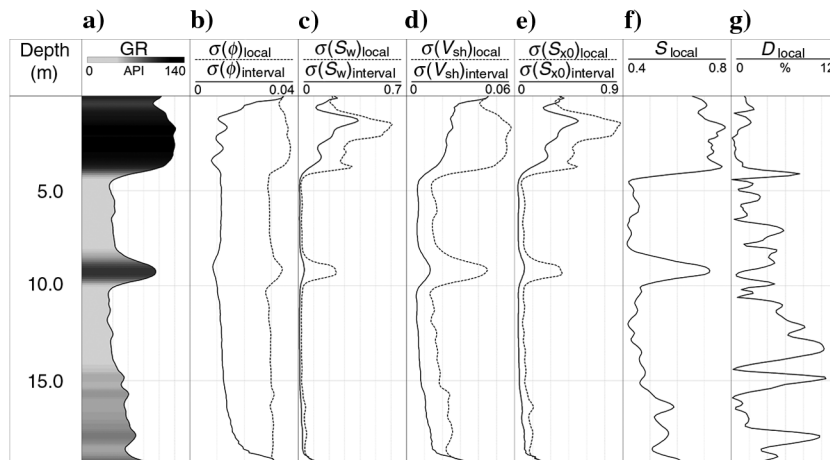 a) b) c) d) e) f) g)
Depth
(m)
GR
0 API 140
σ(ϕ)local
σ(ϕ)interval
0 0.04
σ(Sw)local
σ(Sw)interval
0 0.7
σ(Vsh)local
σ(Vsh)interval
0 0.06
σ(Sx0)local
σ(Sx0)interval
0 0.9
S local
0.4 0.8
D local
0 % 12
5.0
10.0
15.0